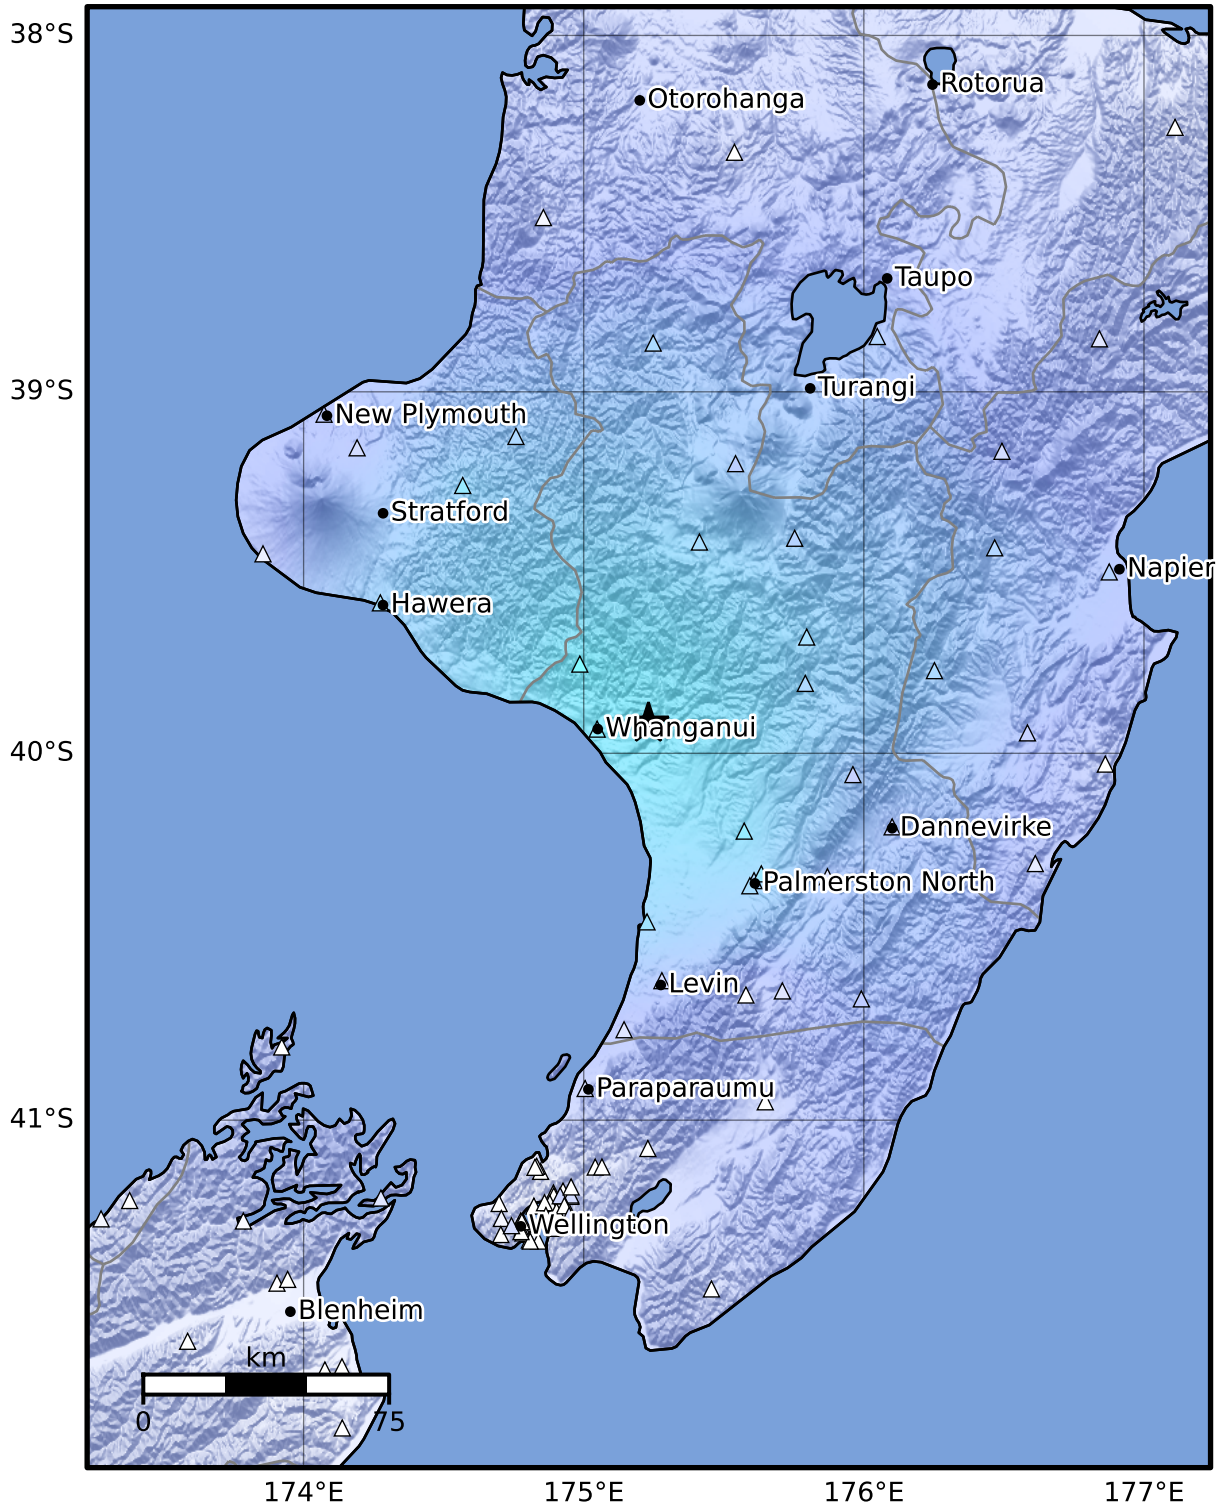 38°S
Rotorua
Otorohanga
Taupo
39°S
Turangi
New Plymouth
Stratford
Napier
Hawera
Whanganui
40°S
Dannevirke
Palmerston North
Levin
Paraparaumu
41°S
Wellington
Blenheim
km
0 75
174°E 175°E 176°E 177°E